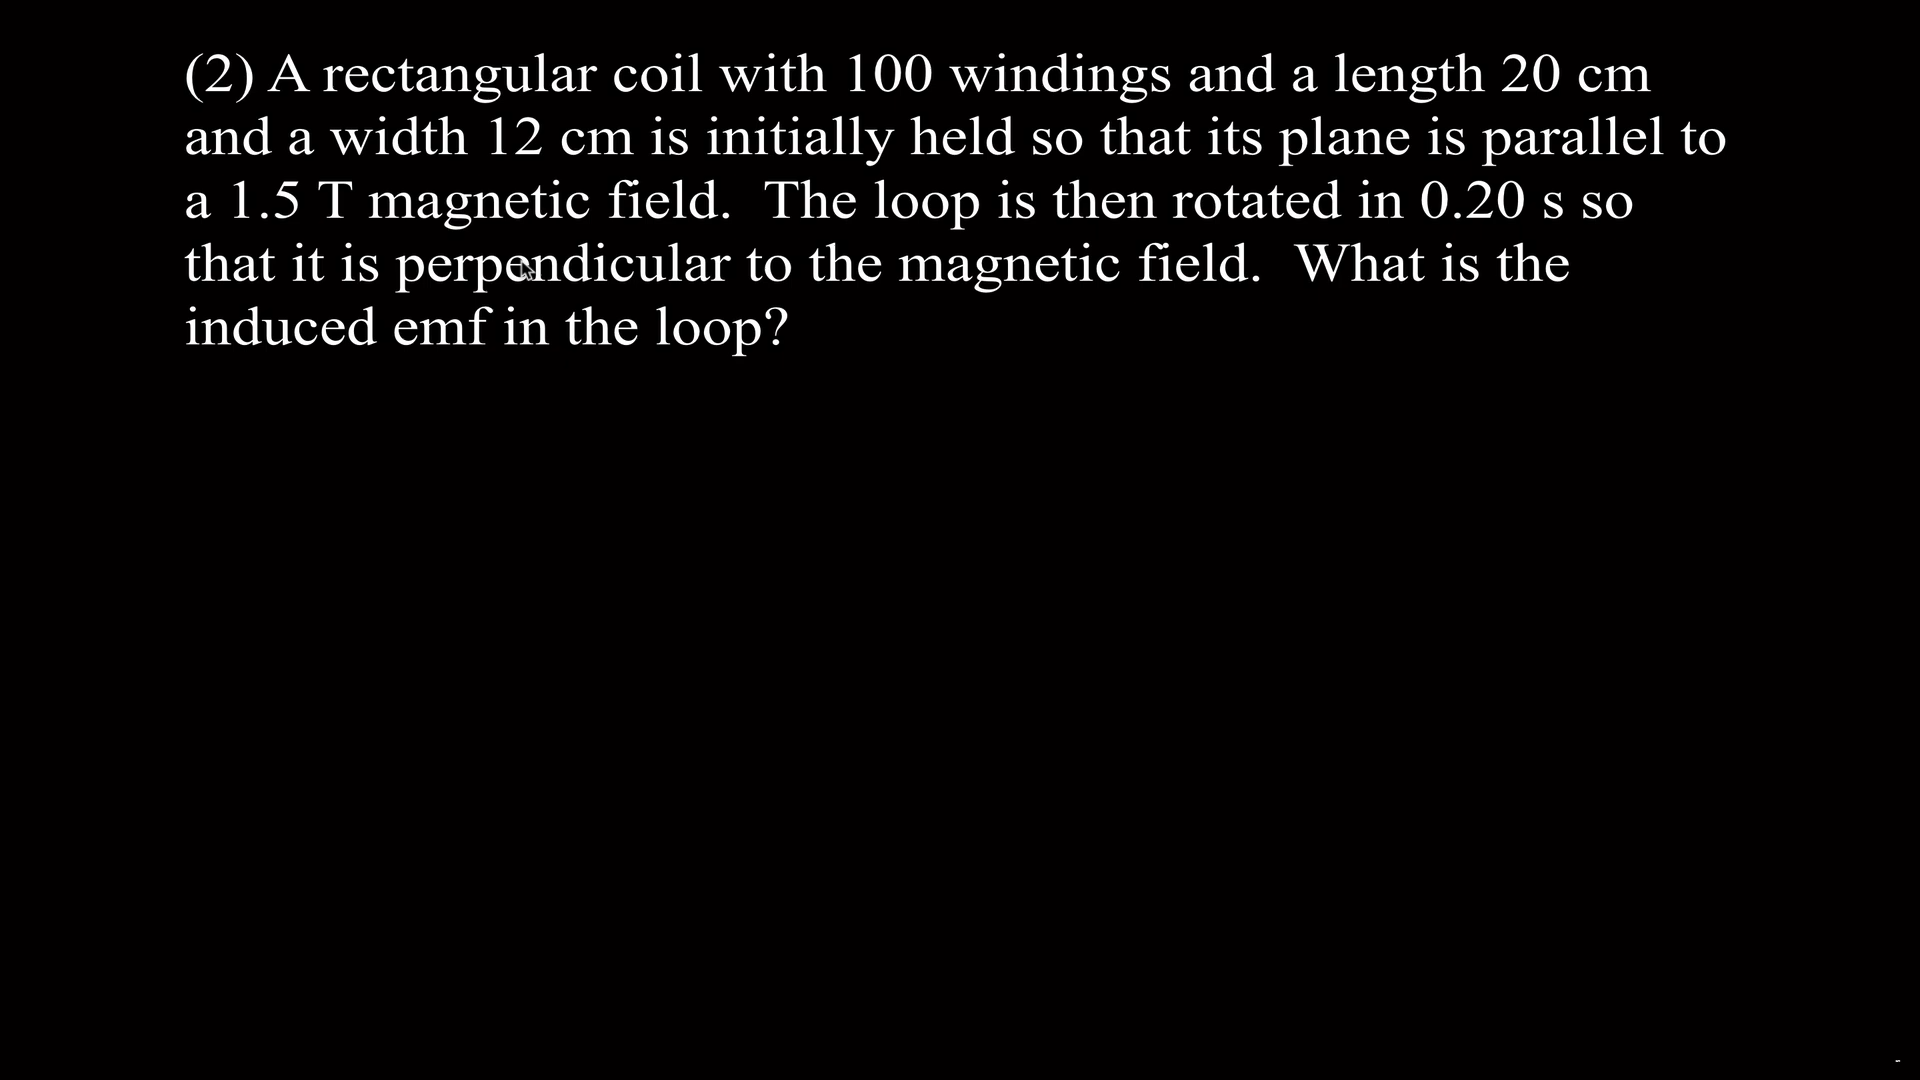 (2) A rectangular coil with 100 windings and a length 20 cm
and a width 12 cm is initially held so that its plane is parallel to
a 1.5 T magnetic field.  The loop is then rotated in 0.20 s so
that it is perpendicular to the magnetic field.  What is the
induced emf in the loop?